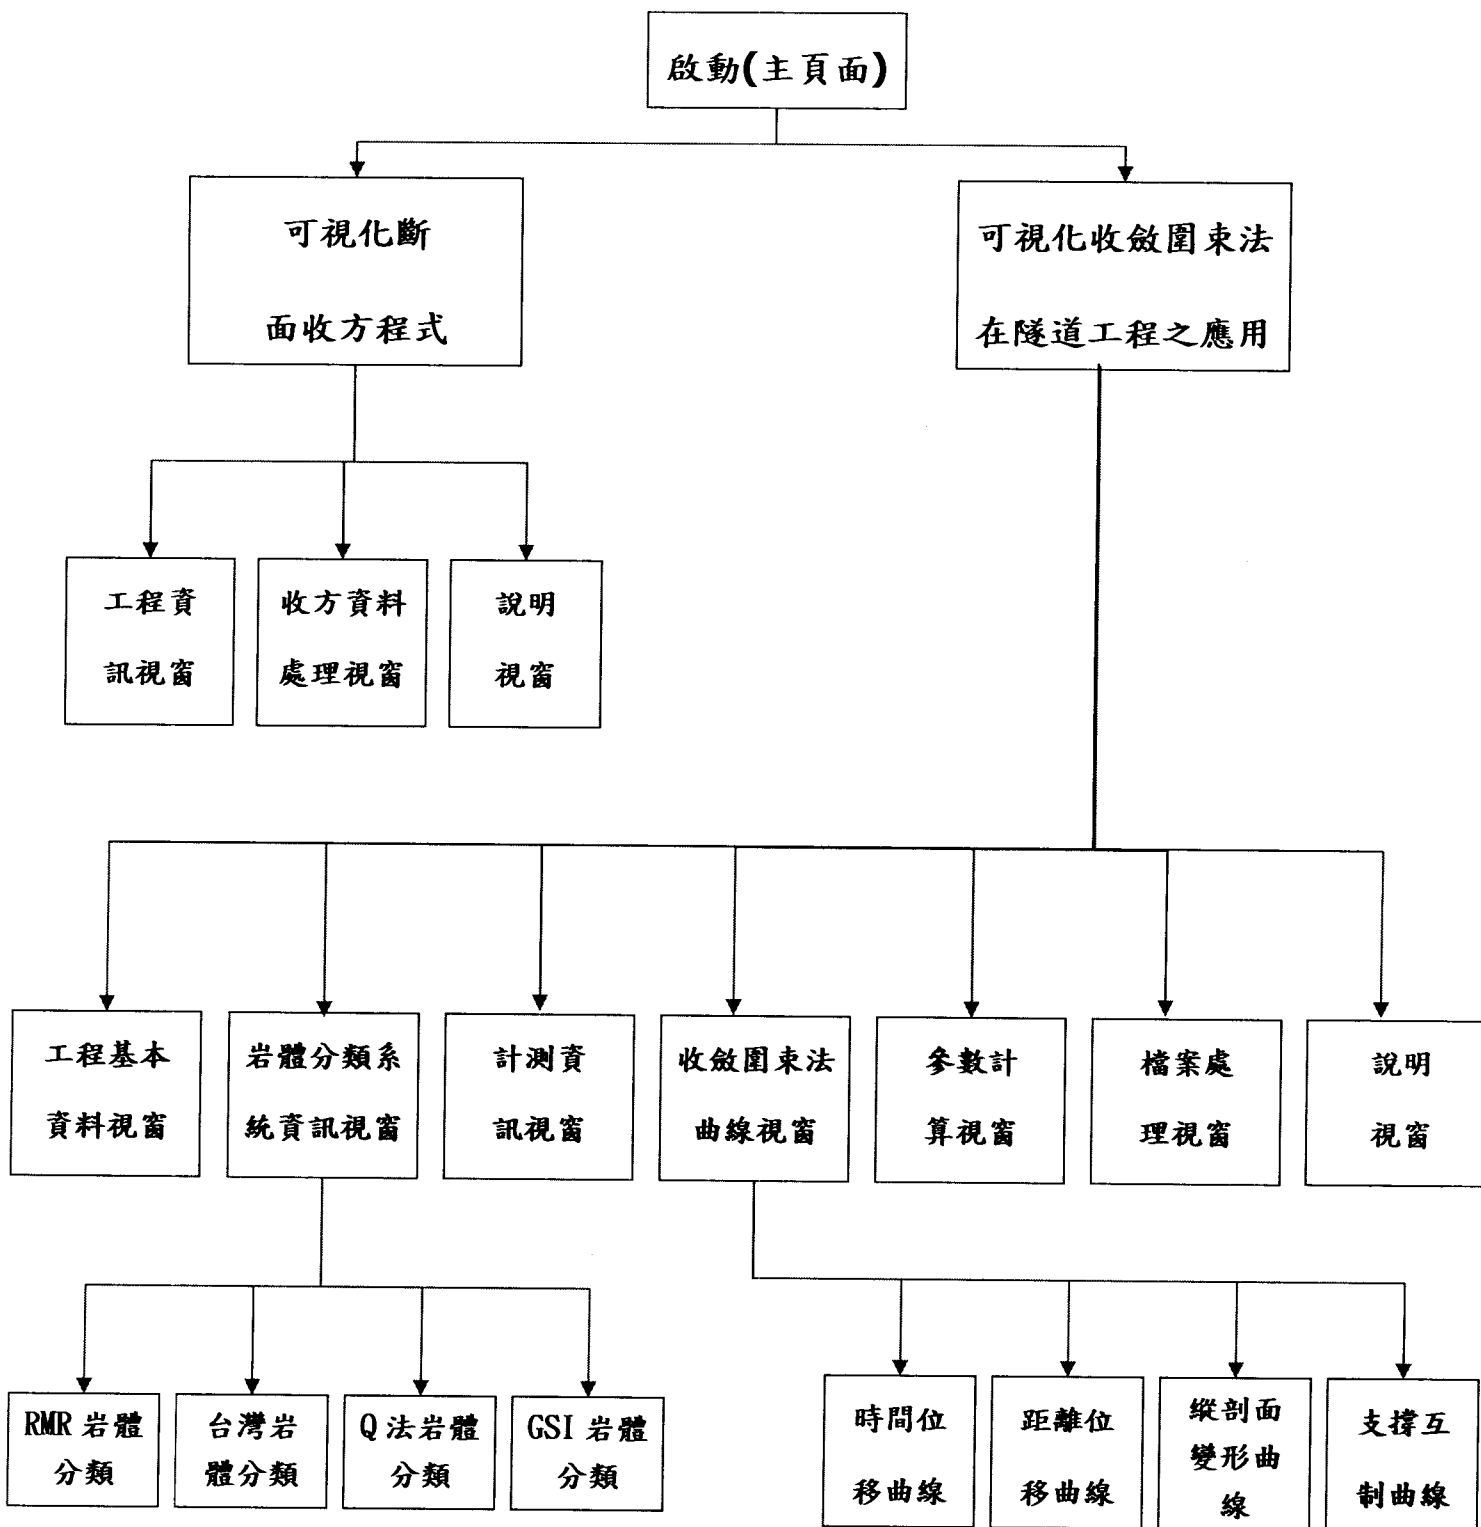 啟動(主頁面)
可視化斷
面收方程式
可視化收斂圍束法
在隧道工程之應用
工程資
訊視窗
收方資料
處理視窗
說明
視窗
工程基本
資料視窗
岩體分類系
統資訊視窗
計測資
訊視窗
收斂圍束法
曲線視窗
參數計
算視窗
檔案處
理視窗
說明
視窗
RMR 岩體
分類
台灣岩
體分類
Q 法岩體
分類
GSI 岩體
分類
時間位
移曲線
距離位
移曲線
縱剖面
變形曲
線
支撐互
制曲線